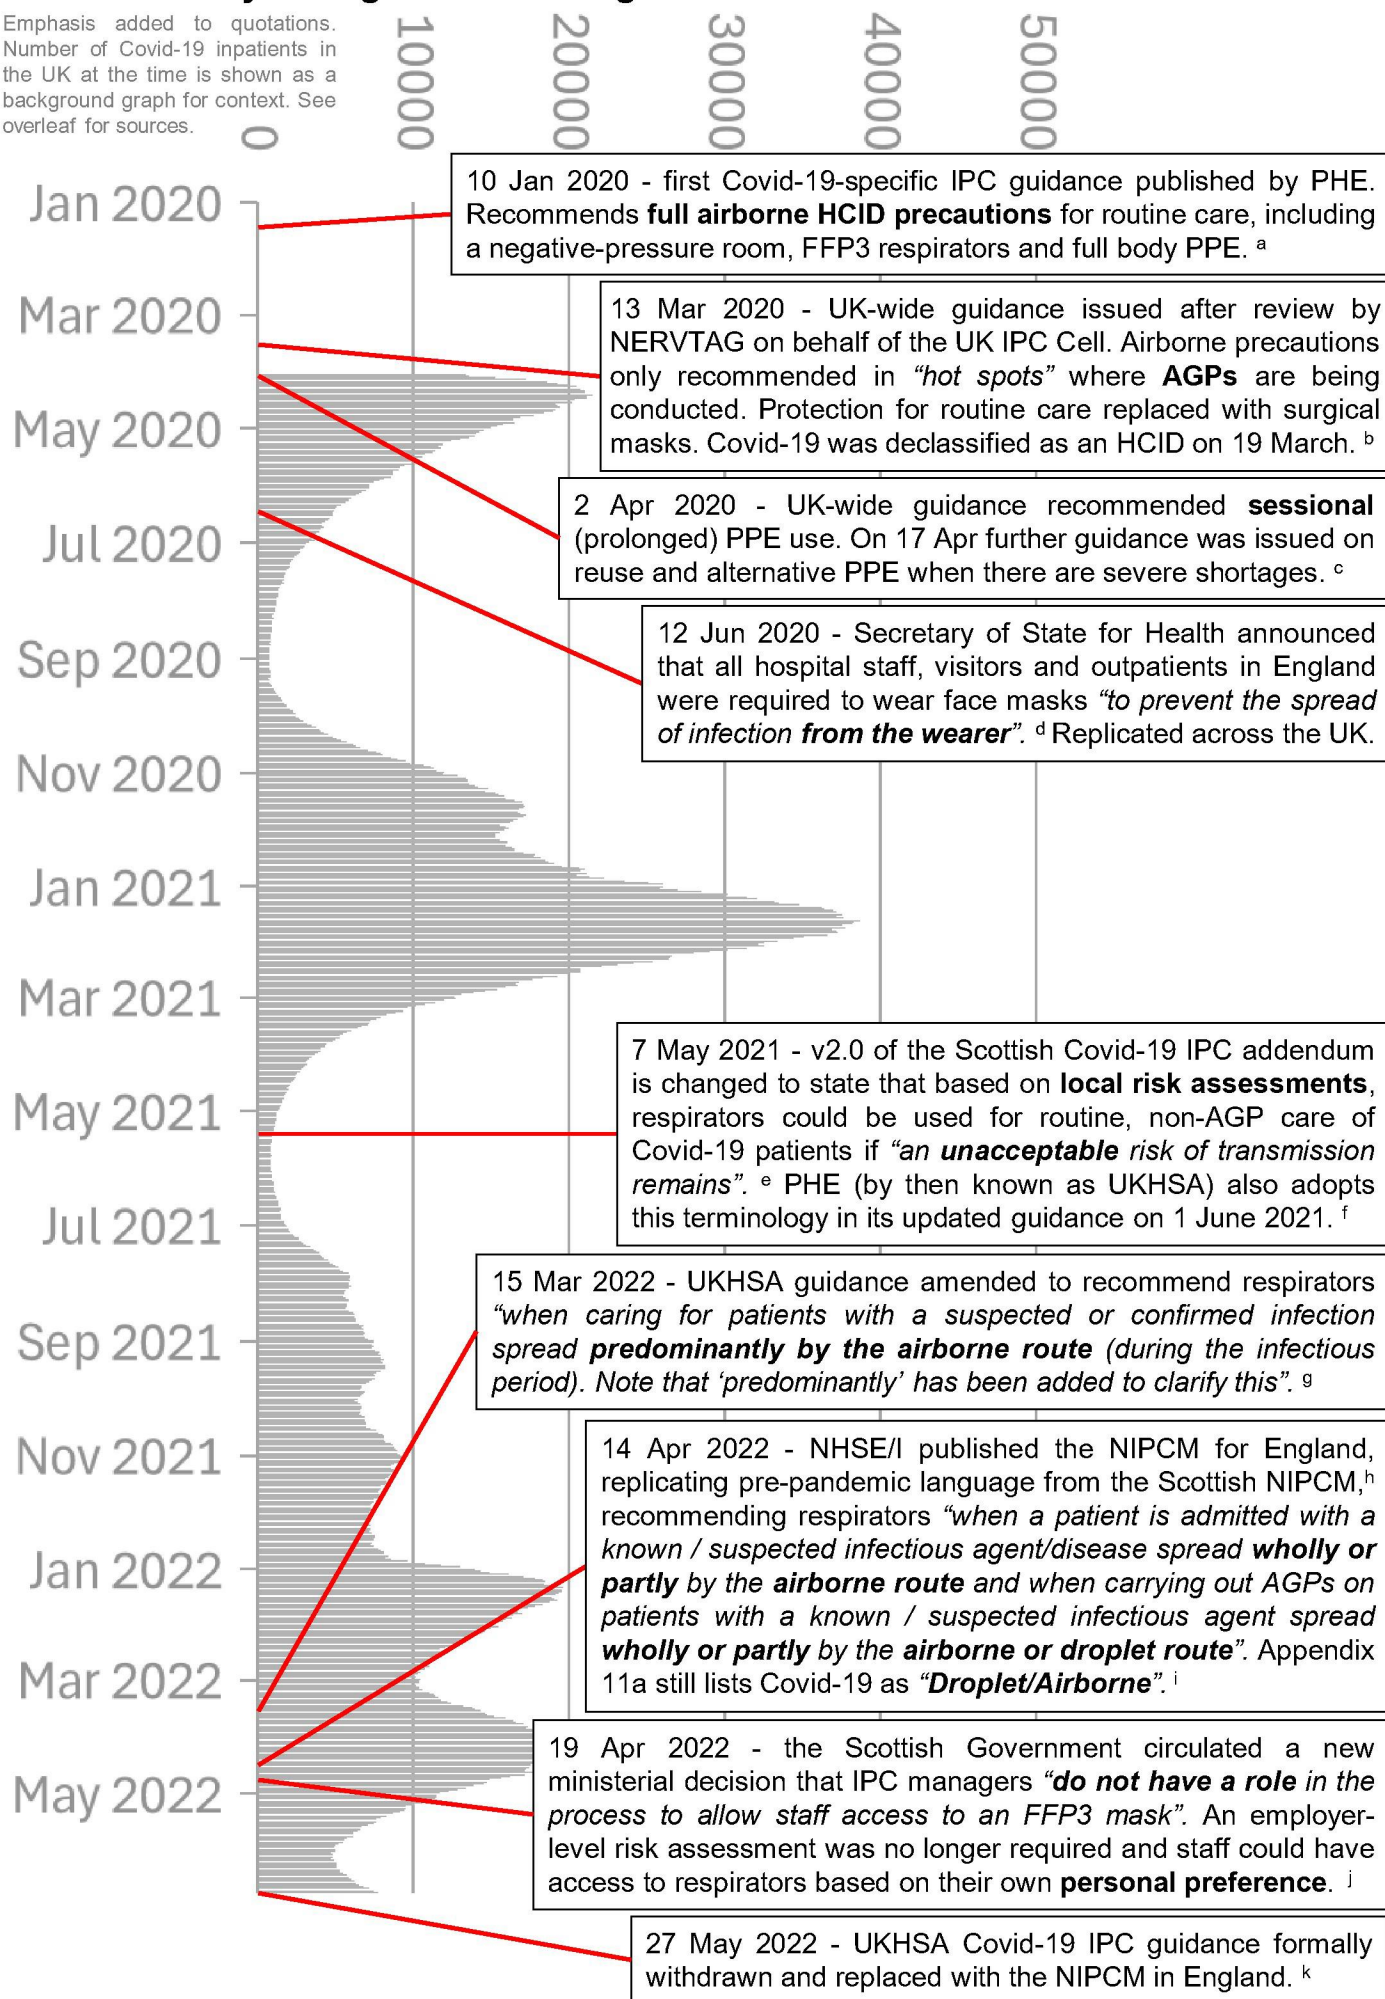 Emphasis added to quotations.
Number of Covid-19 inpatients in
the UK at the time is shown as a
background graph for context. See
overleaf for sources.
0
10000
20000
30000
40000
50000
Jan 2020
Mar 2020
May 2020
Jul 2020
Sep 2020
Nov 2020
Jan 2021
Mar 2021
May 2021
Jul 2021
Sep 2021
Nov 2021
Jan 2022
Mar 2022
May 2022
10 Jan 2020 - first Covid-19-specific IPC guidance published by PHE.
Recommends full airborne HCID precautions for routine care, including
a negative-pressure room, FFP3 respirators and full body PPE. a
13 Mar 2020 - UK-wide guidance issued after review by
NERVTAG on behalf of the UK IPC Cell. Airborne precautions
only recommended in “hot spots” where AGPs are being
conducted. Protection for routine care replaced with surgical
masks. Covid-19 was declassified as an HCID on 19 March. b
2 Apr 2020 - UK-wide guidance recommended sessional
(prolonged) PPE use. On 17 Apr further guidance was issued on
reuse and alternative PPE when there are severe shortages. c
12 Jun 2020 - Secretary of State for Health announced
that all hospital staff, visitors and outpatients in England
were required to wear face masks “to prevent the spread
of infection from the wearer”. d Replicated across the UK.
7 May 2021 - v2.0 of the Scottish Covid-19 IPC addendum
is changed to state that based on local risk assessments,
respirators could be used for routine, non-AGP care of
Covid-19 patients if “an unacceptable risk of transmission
remains”. e PHE (by then known as UKHSA) also adopts
this terminology in its updated guidance on 1 June 2021. f
15 Mar 2022 - UKHSA guidance amended to recommend respirators
“when caring for patients with a suspected or confirmed infection
spread predominantly by the airborne route (during the infectious
period). Note that ‘predominantly’ has been added to clarify this”. g
14 Apr 2022 - NHSE/I published the NIPCM for England,
replicating pre-pandemic language from the Scottish NIPCM,h
recommending respirators “when a patient is admitted with a
known / suspected infectious agent/disease spread wholly or
partly by the airborne route and when carrying out AGPs on
patients with a known / suspected infectious agent spread
wholly or partly by the airborne or droplet route”. Appendix
11a still lists Covid-19 as “Droplet/Airborne”. i
19 Apr 2022 - the Scottish Government circulated a new
ministerial decision that IPC managers “do not have a role in the
process to allow staff access to an FFP3 mask”. An employer-
level risk assessment was no longer required and staff could have
access to respirators based on their own personal preference. j
27 May 2022 - UKHSA Covid-19 IPC guidance formally
withdrawn and replaced with the NIPCM in England. k